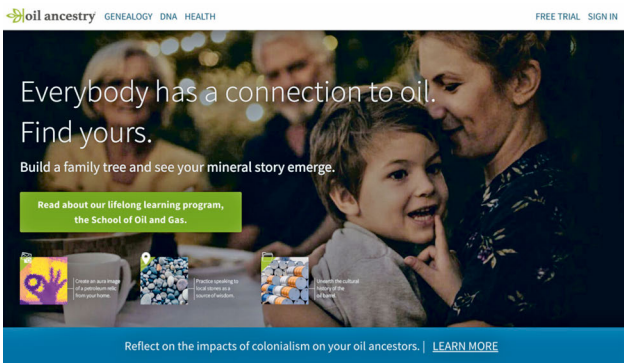 oil ancestry GENEALOGY DNA HEALTH FREE TRIAL SIGN IN
Everybody has a connection to oil.
Find yours.
Build a family tree and see your mineral story emerge.
Read about our lifelong learning program,
the School of Oil and Gas.
Create an aura image
of a petroleum relic
from your home.
Practice speaking to
local stones as a
source of wisdom.
Unearth the cultural
history of the
oil barrel.
Reflect on the impacts of colonialism on your oil ancestors. | LEARN MORE